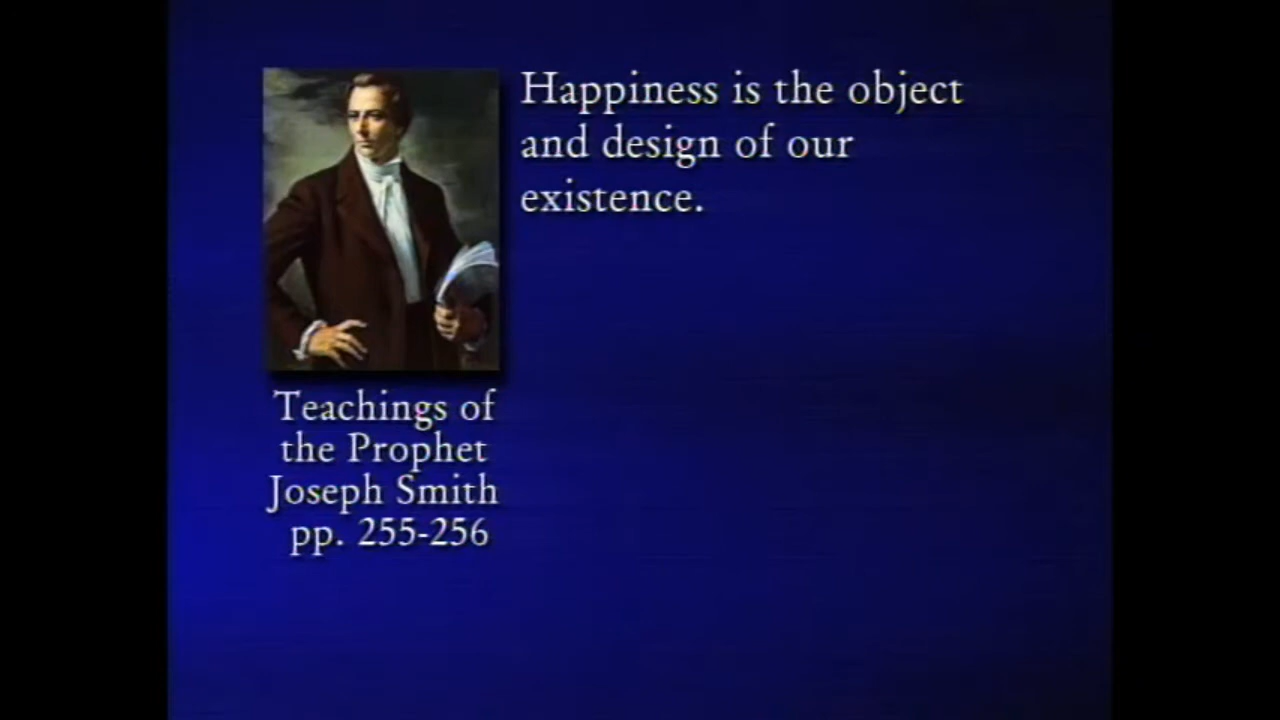 Happiness is the object
and design of our
existence.
Teachings of
the Prophet
Joseph Smith
pp. 255-256